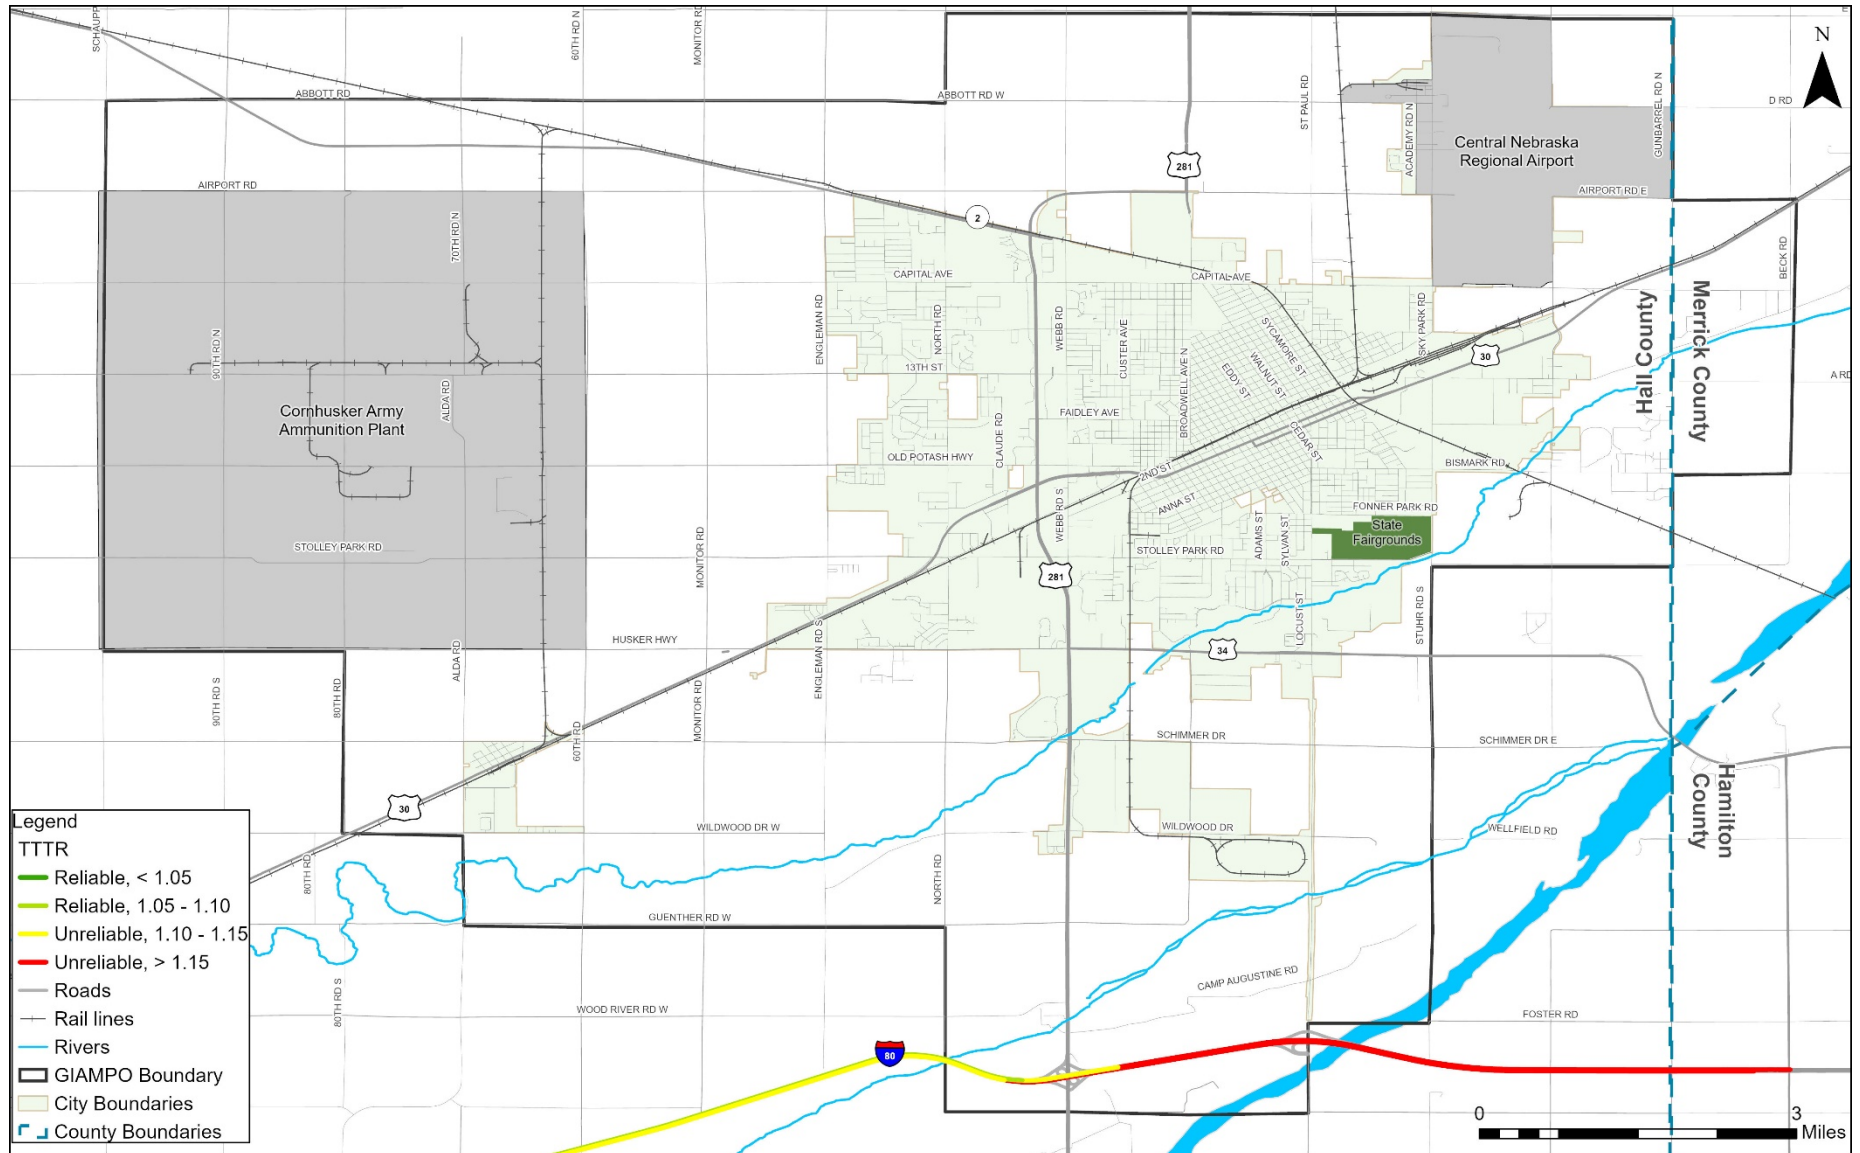 SCHAUPP
60TH RD N
MONITOR RD
N
ABBOTT RD
ABBOTT RD W
ST PAUL RD
ACADEMY RD N
GUNBARREL RD N
D RD
Central Nebraska
Regional Airport
281
AIRPORT RD
AIRPORT RD E
2
70TH RD N
BECK RD
CAPITAL AVE
CAPITAL AVE
ENGLEMAN RD
NORTH RD
WEBB RD
CUSTER AVE
BROADWELL AVE N
SYCAMORE ST
WALNUT ST
EDDY ST
SKY PARK RD
30
Hall County
Merrick County
90TH RD N
13TH ST
A RD
ALDA RD
Cornhusker Army
Ammunition Plant
FAIDLEY AVE
CLAUDE RD
CEDAR ST
OLD POTASH HWY
2ND ST
BISMARK RD
ANNA ST
WEBB RD S
FONNER PARK RD
State
Fairgrounds
ADAMS ST
SYLVAN ST
STOLLEY PARK RD
MONITOR RD
STOLLEY PARK RD
281
LOCUST ST
STUHR RD S
HUSKER HWY
ENGLEMAN RD S
34
ALDA RD
90TH RD S
80TH RD
MONITOR RD
60TH RD
SCHIMMER DR
SCHIMMER DR E
Hamilton
County
30
WILDWOOD DR W
WILDWOOD DR
WELLFIELD RD
80TH RD
NORTH RD
GUENTHER RD W
CAMP AUGUSTINE RD
80TH RD S
WOOD RIVER RD W
FOSTER RD
80
Legend
TTTR
Reliable, < 1.05
Reliable, 1.05 - 1.10
Unreliable, 1.10 - 1.15
Unreliable, > 1.15
Roads
Rail lines
Rivers
GIAMPO Boundary
City Boundaries
County Boundaries
0 3
Miles